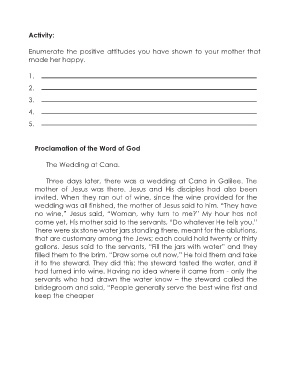 Activity:
Enumerate the positive attitudes you have shown to your mother that
made her happy.
1.
2.
3.
4.
5.
Proclamation of the Word of God
The Wedding at Cana.
Three days later, there was a wedding at Cana in Galilee. The
mother of Jesus was there. Jesus and His disciples had also been
invited. When they ran out of wine, since the wine provided for the
wedding was all finished, the mother of Jesus said to him, "They have
no wine," Jesus said, "Woman, why turn to me?" My hour has not
come yet. His mother said to the servants, "Do whatever He tells you."
There were six stone water jars standing there, meant for the ablutions,
that are customary among the Jews; each could hold twenty or thirty
gallons. Jesus said to the servants, "Fill the jars with water" and they
filled them to the brim. "Draw some out now," He told them and take
it to the steward. They did this; the steward tasted the water, and it
had turned into wine. Having no idea where it came from - only the
servants who had drawn the water know – the steward called the
bridegroom and said, "People generally serve the best wine first and
keep the cheaper